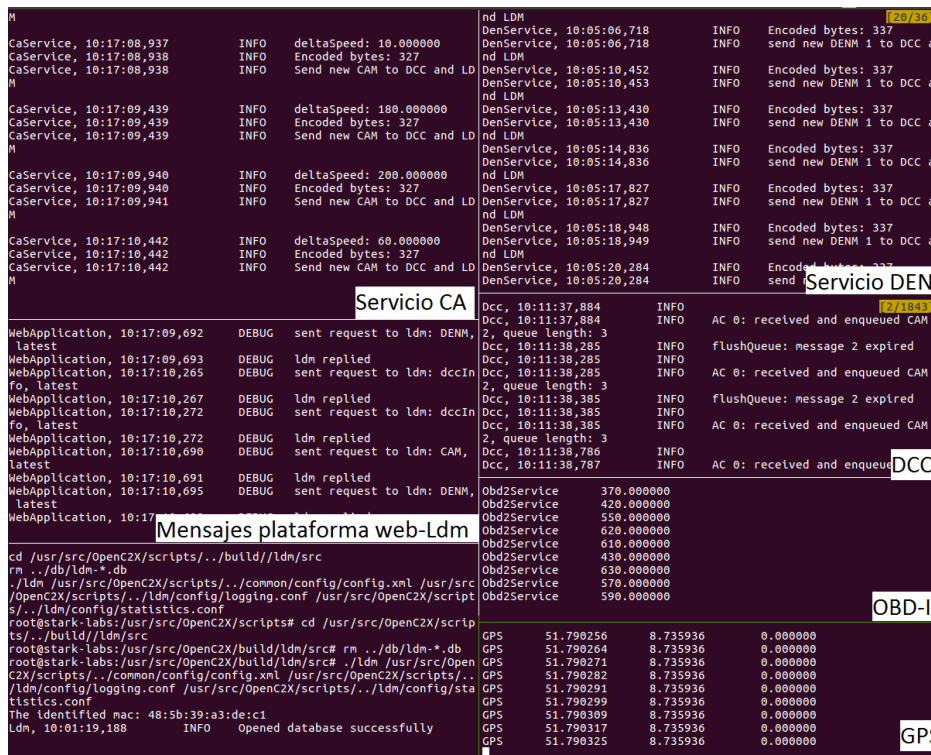 M
CaService, 10:17:08,937 INFO deltaSpeed: 10.000000
CaService, 10:17:08,938 INFO Encoded bytes: 327
CaService, 10:17:08,938 INFO Send new CAM to DCC and LD
M
CaService, 10:17:09,439 INFO deltaSpeed: 180.000000
CaService, 10:17:09,439 INFO Encoded bytes: 327
CaService, 10:17:09,439 INFO Send new CAM to DCC and LD
M
CaService, 10:17:09,940 INFO deltaSpeed: 200.000000
CaService, 10:17:09,940 INFO Encoded bytes: 327
CaService, 10:17:09,941 INFO Send new CAM to DCC and LD
M
CaService, 10:17:10,442 INFO deltaSpeed: 60.000000
CaService, 10:17:10,442 INFO Encoded bytes: 327
CaService, 10:17:10,442 INFO Send new CAM to DCC and LD
M
Servicio CA
WebApplication, 10:17:09,692 DEBUG sent request to ldm: DENM,
latest
WebApplication, 10:17:09,693 DEBUG ldm replied
WebApplication, 10:17:10,265 DEBUG sent request to ldm: dccIn
fo, latest
WebApplication, 10:17:10,267 DEBUG ldm replied
WebApplication, 10:17:10,272 DEBUG sent request to ldm: dccIn
fo, latest
WebApplication, 10:17:10,272 DEBUG ldm replied
WebApplication, 10:17:10,690 DEBUG sent request to ldm: CAM,
latest
WebApplication, 10:17:10,691 DEBUG ldm replied
WebApplication, 10:17:10,695 DEBUG sent request to ldm: DENM,
latest
WebApplication, 10:17
Mensajes plataforma web-Ldm
cd /usr/src/OpenC2X/scripts/../build//ldm/src
rm ../db/ldm-*.db
./ldm /usr/src/OpenC2X/scripts/../common/config/config.xml /usr/src
/OpenC2X/scripts/../ldm/config/logging.conf /usr/src/OpenC2X/script
s/../ldm/config/statistics.conf
root@stark-labs:/usr/src/OpenC2X/scripts# cd /usr/src/OpenC2X/scrip
ts/../build//ldm/src
root@stark-labs:/usr/src/OpenC2X/build/ldm/src# rm ../db/ldm-*.db
root@stark-labs:/usr/src/OpenC2X/build/ldm/src# ./ldm /usr/src/Open
C2X/scripts/../common/config/config.xml /usr/src/OpenC2X/scripts/..
/ldm/config/logging.conf /usr/src/OpenC2X/scripts/../ldm/config/sta
tistics.conf
The identified mac: 48:5b:39:a3:de:c1
Ldm, 10:01:19,188 INFO Opened database successfully
nd LDM [20/36]
DenService, 10:05:06,718 INFO Encoded bytes: 337
DenService, 10:05:06,718 INFO send new DENM 1 to DCC a
nd LDM
DenService, 10:05:10,452 INFO Encoded bytes: 337
DenService, 10:05:10,453 INFO send new DENM 1 to DCC a
nd LDM
DenService, 10:05:13,430 INFO Encoded bytes: 337
DenService, 10:05:13,430 INFO send new DENM 1 to DCC a
nd LDM
DenService, 10:05:14,836 INFO Encoded bytes: 337
DenService, 10:05:14,836 INFO send new DENM 1 to DCC a
nd LDM
DenService, 10:05:17,827 INFO Encoded bytes: 337
DenService, 10:05:17,827 INFO send new DENM 1 to DCC a
nd LDM
DenService, 10:05:18,948 INFO Encoded bytes: 337
DenService, 10:05:18,949 INFO send new DENM 1 to DCC a
nd LDM
DenService, 10:05:20,284 INFO Encoded bytes: 337
DenService, 10:05:20,284 INFO send
Servicio DEN
Dcc, 10:11:37,884 INFO [2/1843]
Dcc, 10:11:37,884 INFO AC 0: received and enqueued CAM
2, queue length: 3
Dcc, 10:11:38,285 INFO flushQueue: message 2 expired
Dcc, 10:11:38,285 INFO
Dcc, 10:11:38,285 INFO AC 0: received and enqueued CAM
2, queue length: 3
Dcc, 10:11:38,385 INFO flushQueue: message 2 expired
Dcc, 10:11:38,385 INFO
Dcc, 10:11:38,385 INFO AC 0: received and enqueued CAM
2, queue length: 3
Dcc, 10:11:38,786 INFO
Dcc, 10:11:38,787 INFO AC 0: received and enqueue
DCC
Obd2Service 370.000000
Obd2Service 420.000000
Obd2Service 550.000000
Obd2Service 620.000000
Obd2Service 610.000000
Obd2Service 430.000000
Obd2Service 630.000000
Obd2Service 570.000000
Obd2Service 590.000000
OBD-I
GPS 51.790256 8.735936 0.000000
GPS 51.790264 8.735936 0.000000
GPS 51.790271 8.735936 0.000000
GPS 51.790282 8.735936 0.000000
GPS 51.790291 8.735936 0.000000
GPS 51.790299 8.735936 0.000000
GPS 51.790309 8.735936 0.000000
GPS 51.790317 8.735936 0.000000
GPS 51.790325 8.735936 0.000000
GPS